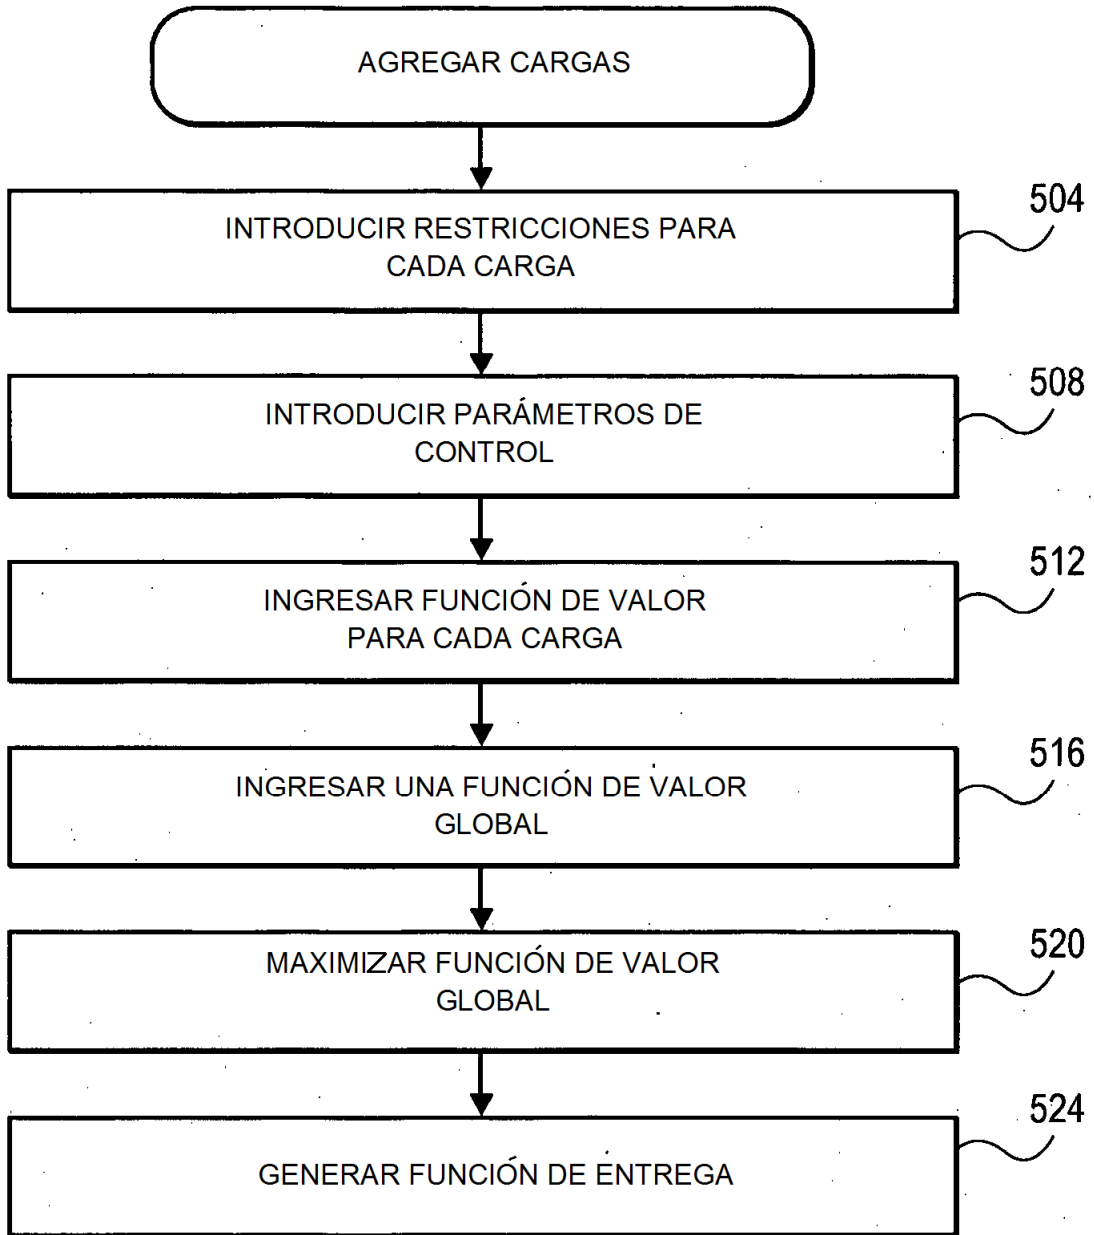 AGREGAR CARGAS
INTRODUCIR RESTRICCIONES PARA
CADA CARGA
504
INTRODUCIR PARÁMETROS DE
CONTROL
508
INGRESAR FUNCIÓN DE VALOR
PARA CADA CARGA
512
INGRESAR UNA FUNCIÓN DE VALOR
GLOBAL
516
MAXIMIZAR FUNCIÓN DE VALOR
GLOBAL
520
GENERAR FUNCIÓN DE ENTREGA
524